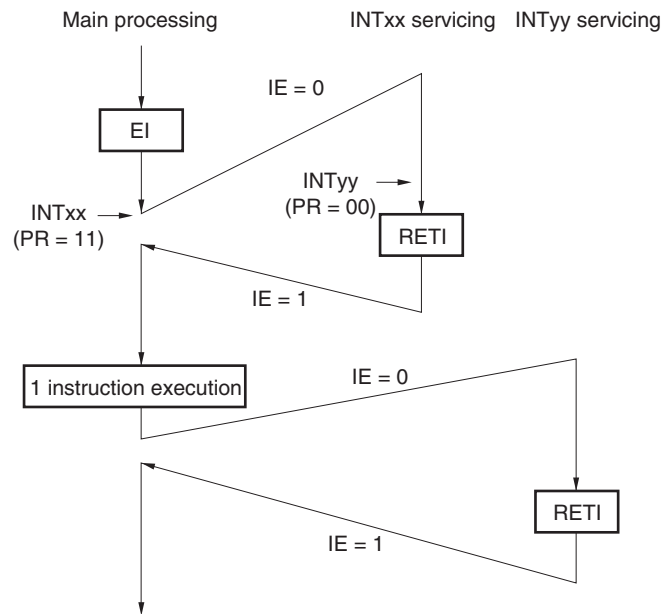 Main processing
INTxx servicing
INTyy servicing
IE = 0
EI
INTyy
(PR = 00)
INTxx
(PR = 11)
RETI
IE = 1
1 instruction execution
IE = 0
RETI
IE = 1